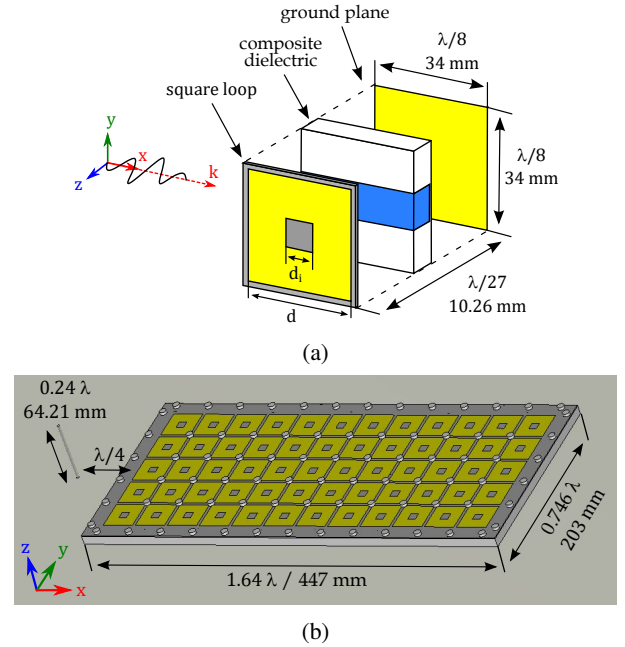 ground plane
composite
dielectric
square loop
λ/8
34 mm
y
x
z
k
λ/8
34 mm
dᵢ
d
λ/27
10.26 mm
(a)
0.24 λ
64.21 mm
λ/4
z
y
x
0.746 λ
203 mm
1.64 λ / 447 mm
(b)